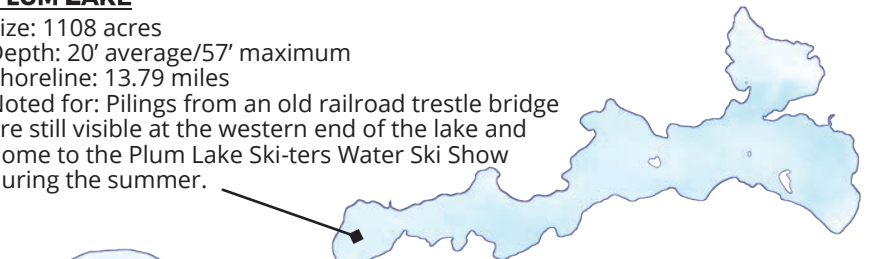 PLUM LAKE
ize: 1108 acres
Depth: 20’ average/57’ maximum
horeline: 13.79 miles
Noted for: Pilings from an old railroad trestle bridge
re still visible at the western end of the lake and
ome to the Plum Lake Ski-ters Water Ski Show
uring the summer.